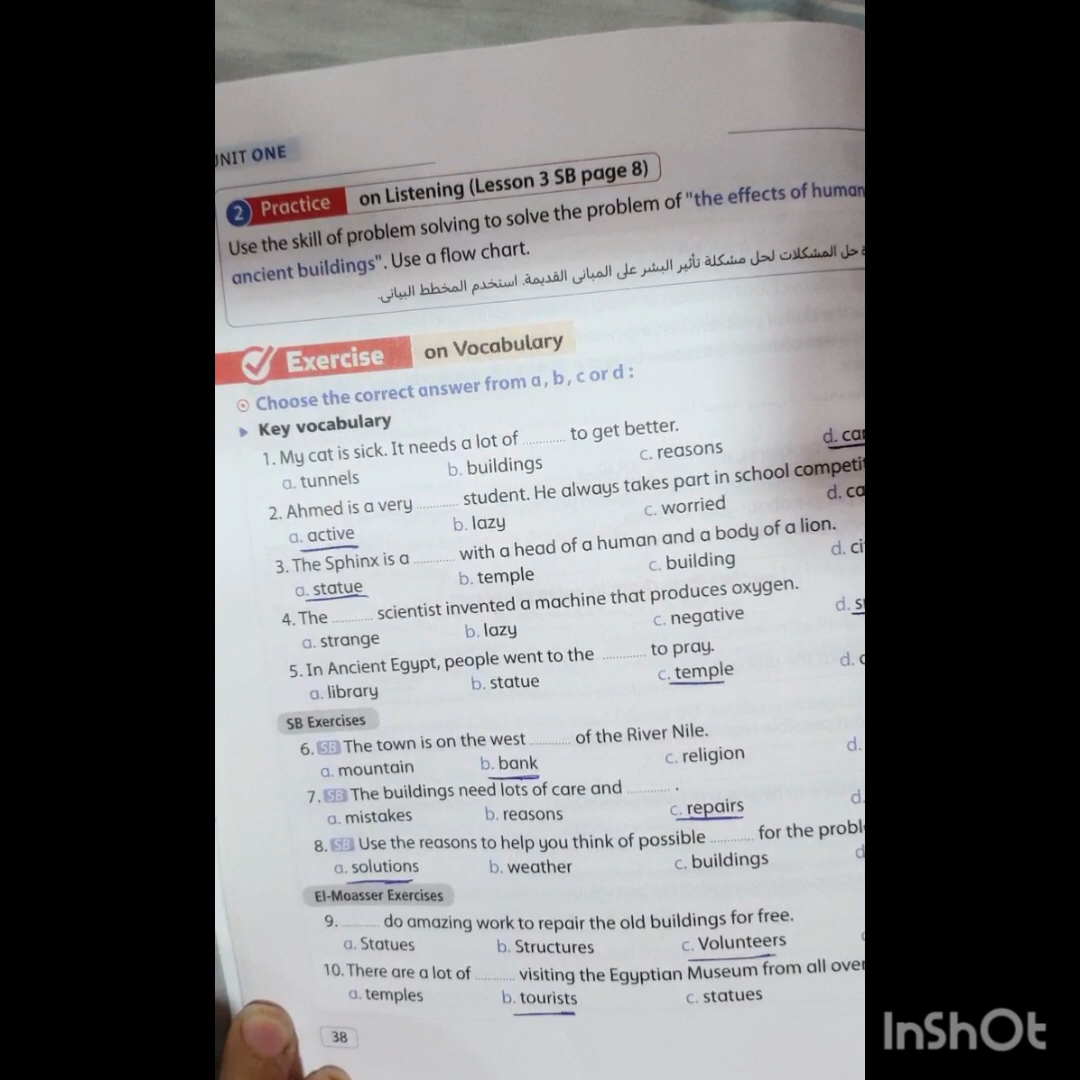 UNIT ONE
2 Practice on Listening (Lesson 3 SB page 8)
Use the skill of problem solving to solve the problem of "the effects of human
ancient buildings". Use a flow chart.
حل المشكلات لحل مشكلة تأثير البشر على المبانى القديمة. استخدم المخطط البيانى.
Exercise on Vocabulary
Choose the correct answer from a, b, c or d :
Key vocabulary
1. My cat is sick. It needs a lot of ............ to get better.
a. tunnels b. buildings c. reasons d.
2. Ahmed is a very ............ student. He always takes part in school
a. active b. lazy c. worried d.
3. The Sphinx is a ............ with a head of a human and a body of a lion.
a. statue b. temple c. building d.
4. The ............ scientist invented a machine that produces oxygen.
a. strange b. lazy c. negative d.
5. In Ancient Egypt, people went to the ............ to pray.
a. library b. statue c. temple d.
SB Exercises
6. SB The town is on the west ............ of the River Nile.
a. mountain b. bank c. religion d.
7. SB The buildings need lots of care and ............ .
a. mistakes b. reasons c. repairs d.
8. SB Use the reasons to help you think of possible ............ for the
a. solutions b. weather c. buildings d
El-Moasser Exercises
9. ............ do amazing work to repair the old buildings for free.
a. Statues b. Structures c. Volunteers
10. There are a lot of ............ visiting the Egyptian Museum from all over
a. temples b. tourists c. statues
38
InShOt